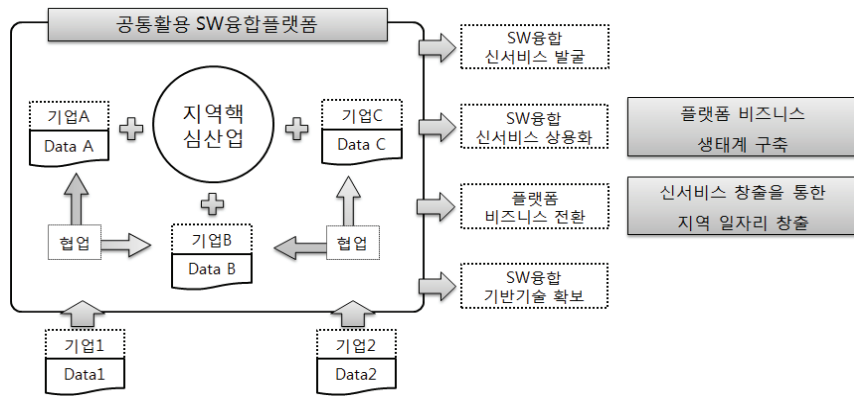 공통활용 SW융합플랫폼
기업A
Data A
지역핵
심산업
기업C
Data C
협업
기업B
Data B
협업
기업1
Data1
기업2
Data2
SW융합
신서비스 발굴
SW융합
신서비스 상용화
플랫폼
비즈니스 전환
SW융합
기반기술 확보
플랫폼 비즈니스
생태계 구축
신서비스 창출을 통한
지역 일자리 창출